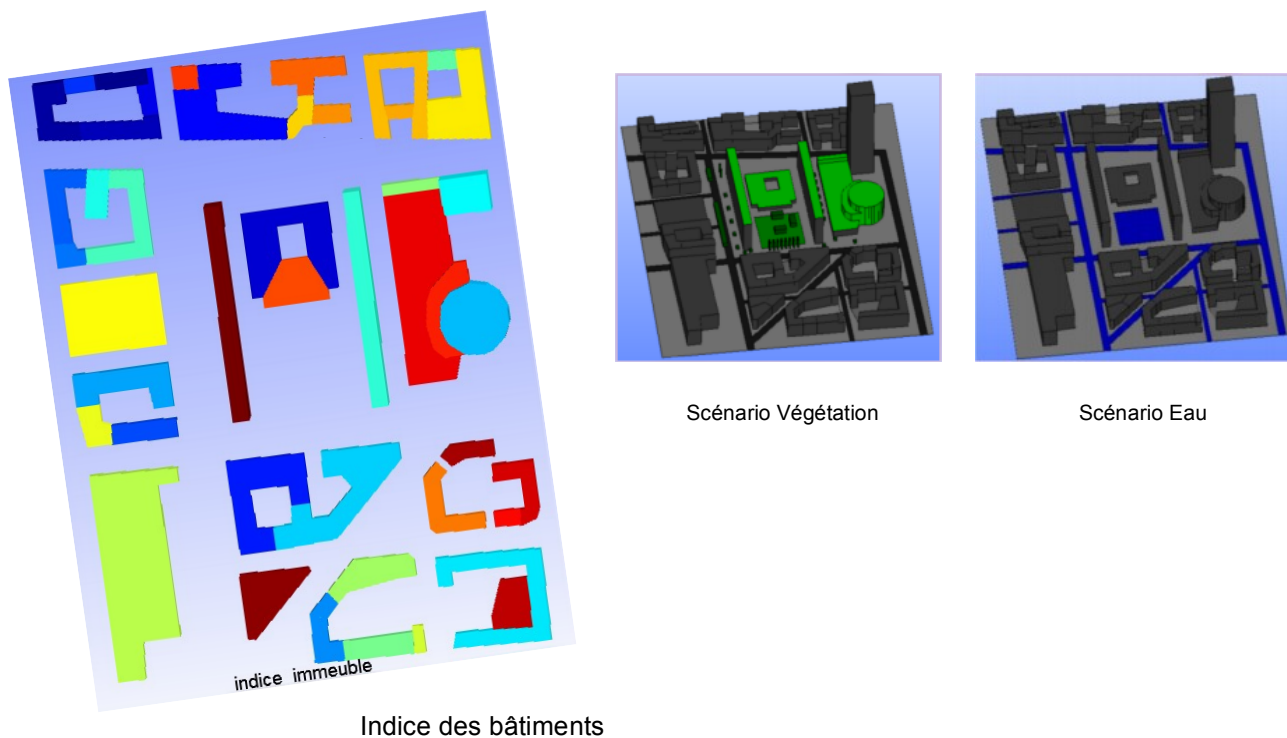 Scénario Végétation
Scénario Eau
indice immeuble
Indice des bâtiments